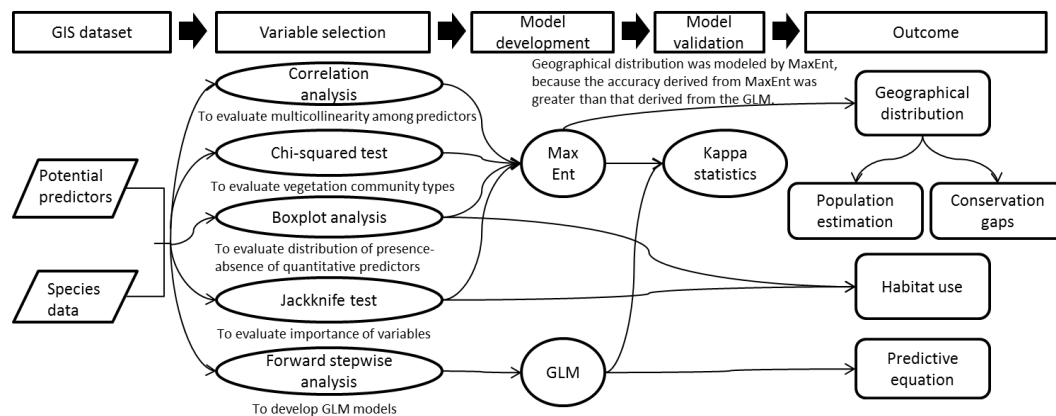 GIS dataset
Variable selection
Model
development
Model
validation
Outcome
Geographical distribution was modeled by MaxEnt,
because the accuracy derived from MaxEnt was
greater than that derived from the GLM.
Correlation
analysis
To evaluate multicollinearity among predictors
Chi-squared test
To evaluate vegetation community types
Boxplot analysis
To evaluate distribution of presence-
absence of quantitative predictors
Jackknife test
To evaluate importance of variables
Forward stepwise
analysis
To develop GLM models
Potential
predictors
Species
data
Max
Ent
GLM
Kappa
statistics
Geographical
distribution
Population
estimation
Conservation
gaps
Habitat use
Predictive
equation